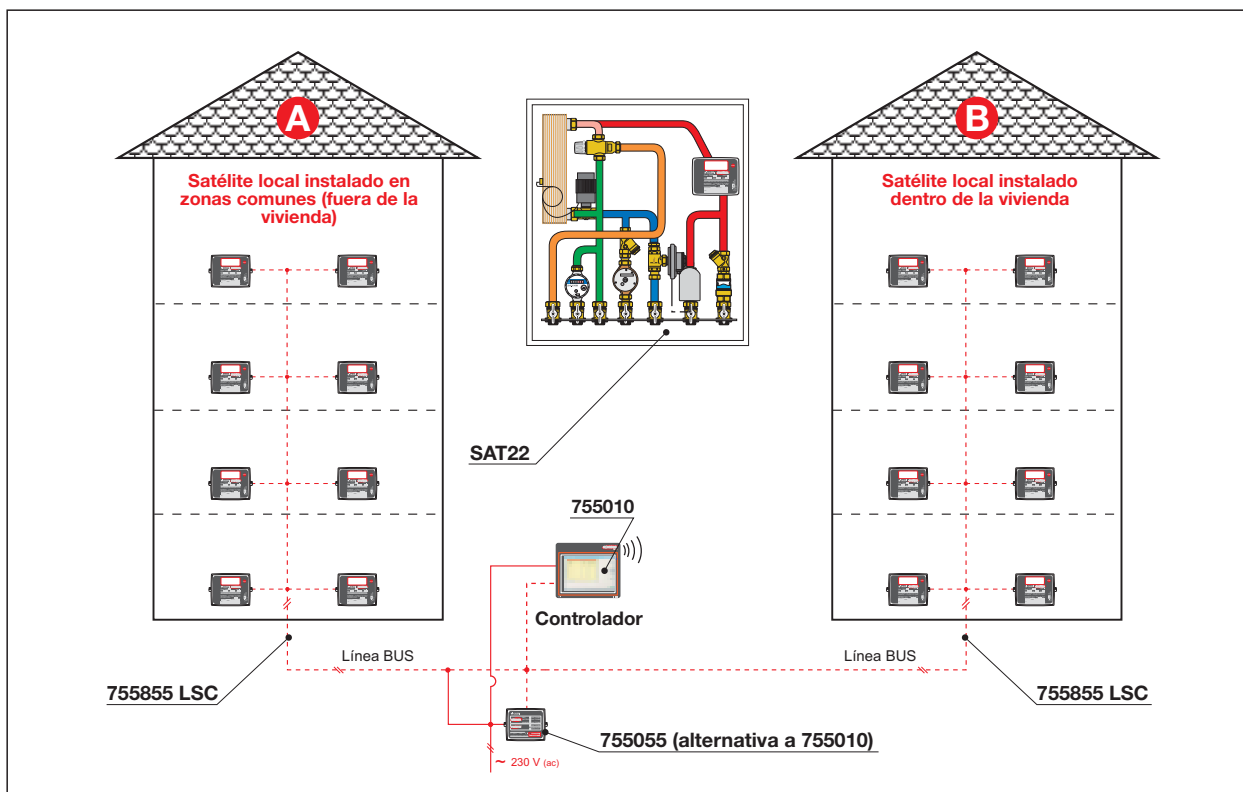 A
B
Satélite local instalado en
zonas comunes (fuera de la
vivienda)
Satélite local instalado
dentro de la vivienda
SAT22
755010
Controlador
Línea BUS
Línea BUS
755855 LSC
755855 LSC
755055 (alternativa a 755010)
~ 230 V (ac)